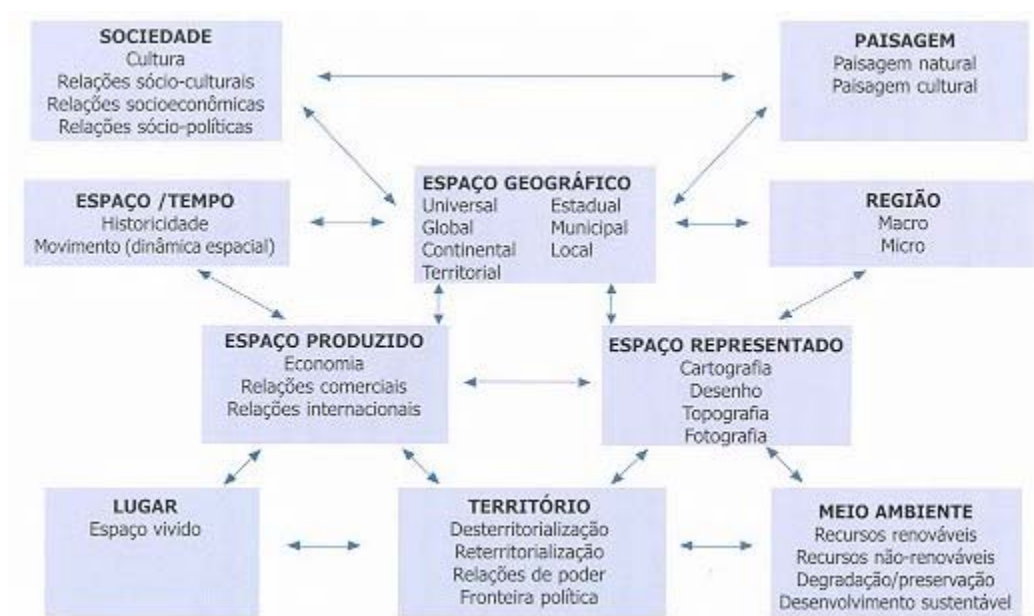 SOCIEDADE
Cultura
Relações sócio-culturais
Relações socioeconômicas
Relações sócio-políticas
PAISAGEM
Paisagem natural
Paisagem cultural
ESPAÇO /TEMPO
Historicidade
Movimento (dinâmica espacial)
ESPAÇO GEOGRÁFICO
Universal Estadual
Global Municipal
Continental Local
Territorial
REGIÃO
Macro
Micro
ESPAÇO PRODUZIDO
Economia
Relações comerciais
Relações internacionais
ESPAÇO REPRESENTADO
Cartografia
Desenho
Topografia
Fotografia
LUGAR
Espaço vivido
TERRITÓRIO
Desterritorialização
Reterritorialização
Relações de poder
Fronteira política
MEIO AMBIENTE
Recursos renováveis
Recursos não-renováveis
Degradação/preservação
Desenvolvimento sustentável